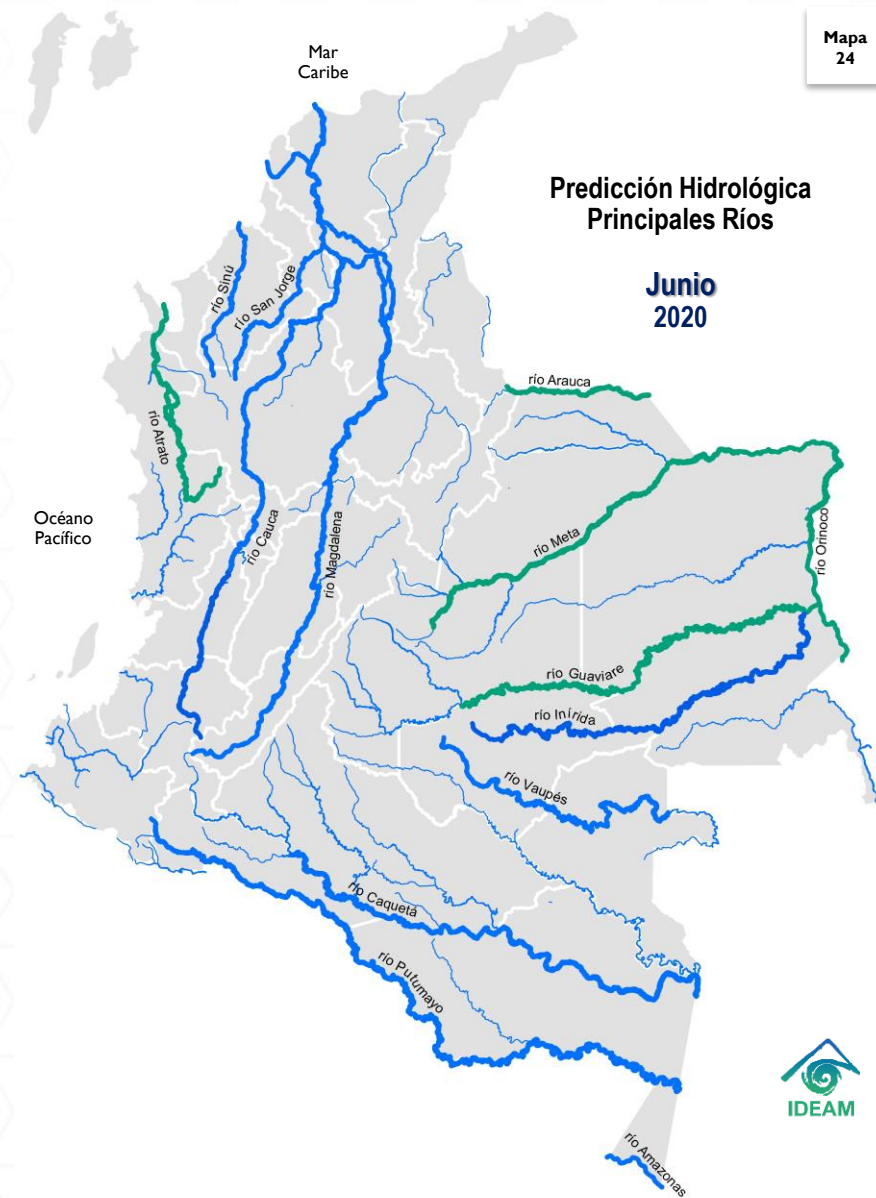 Mapa
24
Mar
Caribe
Predicción Hidrológica
Principales Ríos
Junio
2020
río Sinú
río San Jorge
río Arauca
río Atrato
Océano
Pacífico
río Cauca
río Magdalena
río Meta
río Orinoco
río Guaviare
río Inírida
río Vaupés
río Caquetá
río Putumayo
IDEAM
río Amazonas